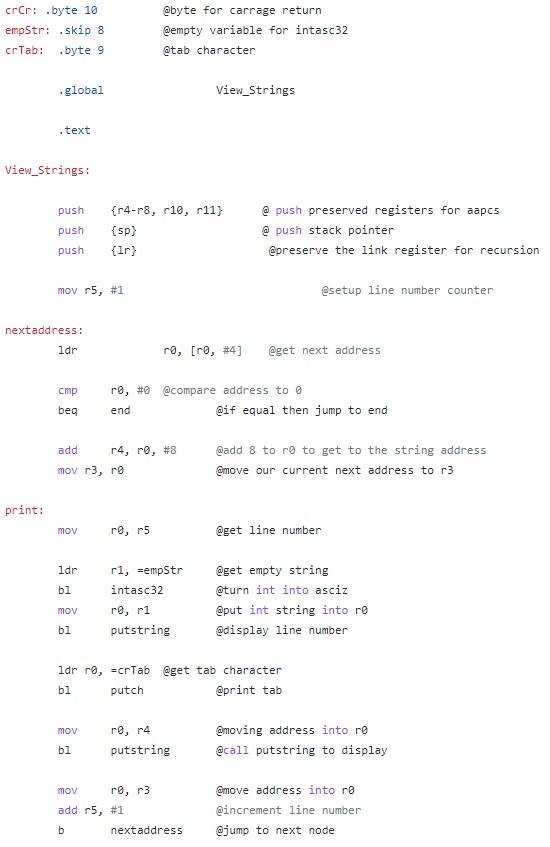 crCr: .byte 10 @byte for carrage return
empStr: .skip 8 @empty variable for intasc32
crTab: .byte 9 @tab character
.global View_Strings
.text
View_Strings:
push {r4-r8, r10, r11} @ push preserved registers for aapcs
push {sp} @ push stack pointer
push {lr} @preserve the link register for recursion
mov r5, #1 @setup line number counter
nextaddress:
ldr r0, [r0, #4] @get next address
cmp r0, #0 @compare address to 0
beq end @if equal then jump to end
add r4, r0, #8 @add 8 to r0 to get to the string address
mov r3, r0 @move our current next address to r3
print:
mov r0, r5 @get line number
ldr r1, =empStr @get empty string
bl intasc32 @turn int into asciz
mov r0, r1 @put int string into r0
bl putstring @display line number
ldr r0, =crTab @get tab character
bl putch @print tab
mov r0, r4 @moving address into r0
bl putstring @call putstring to display
mov r0, r3 @move address into r0
add r5, #1 @increment line number
b nextaddress @jump to next node